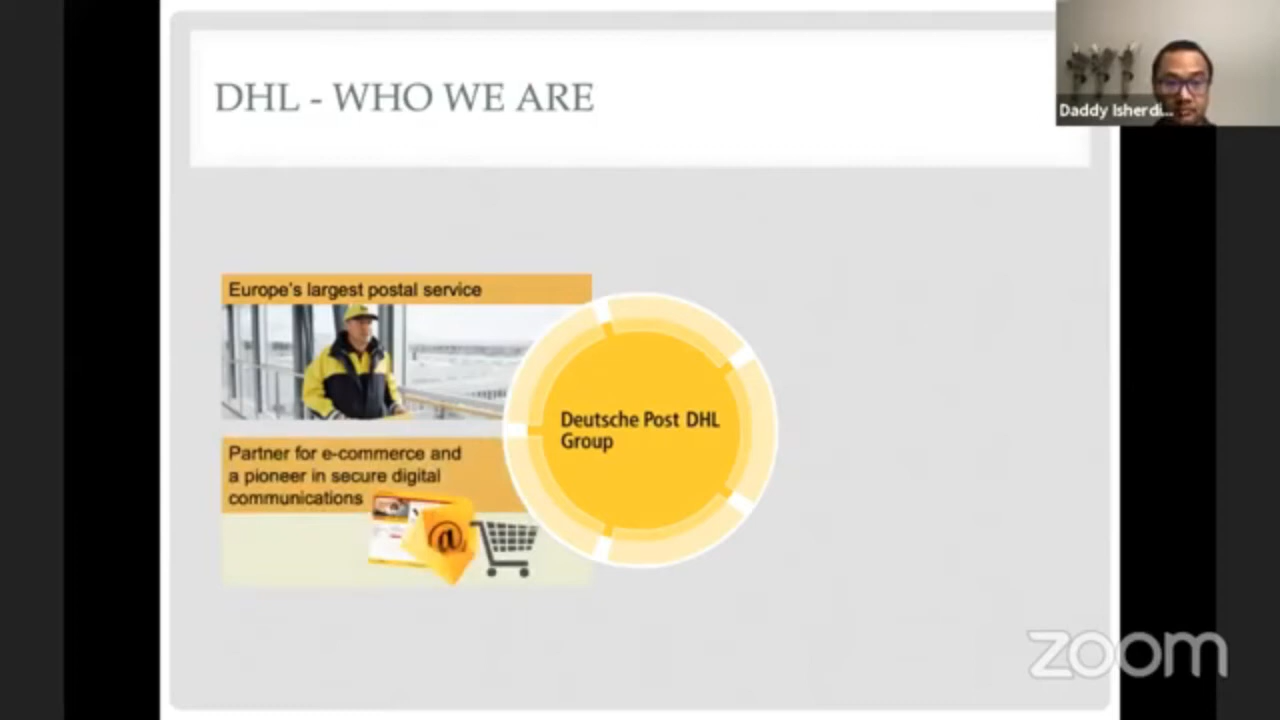 DHL - WHO WE ARE
Daddy Isherdi...
Europe's largest postal service
Deutsche Post DHL
Group
Partner for e-commerce and
a pioneer in secure digital
communications
@
zoom